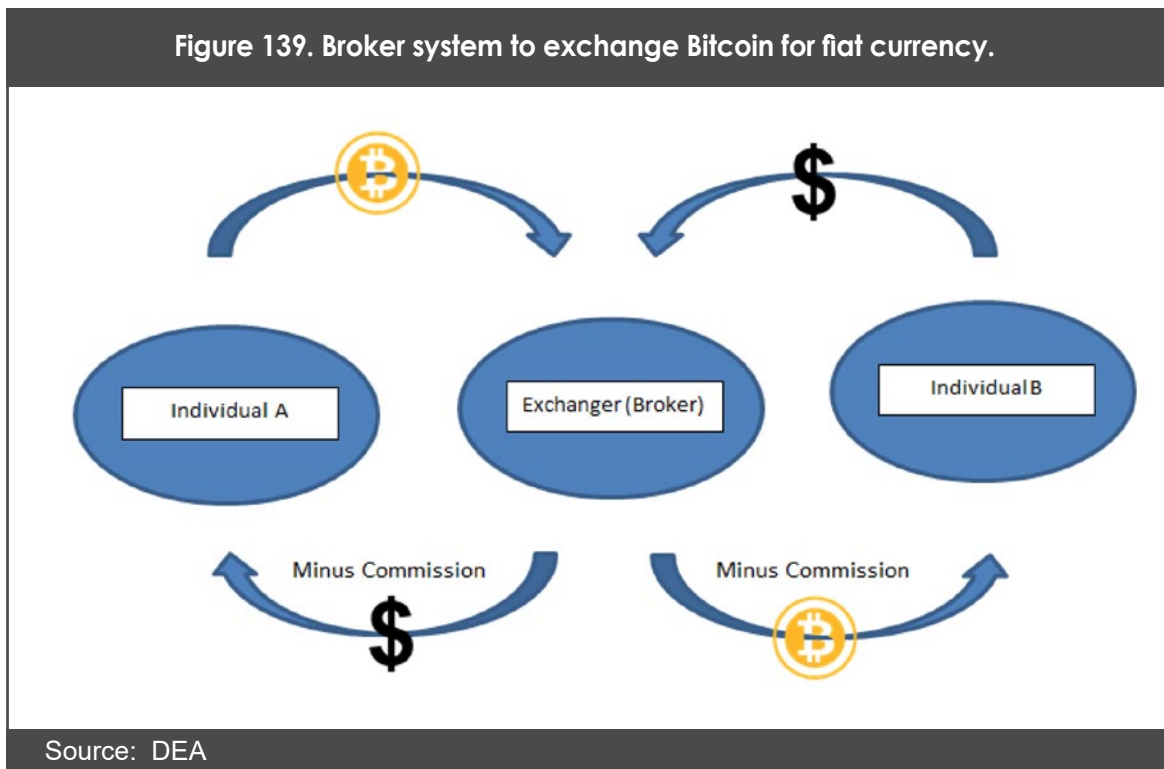 Figure 139. Broker system to exchange Bitcoin for fiat currency.
$
Individual A
Exchanger (Broker)
Individual B
Minus Commission
Minus Commission
$
Source: DEA